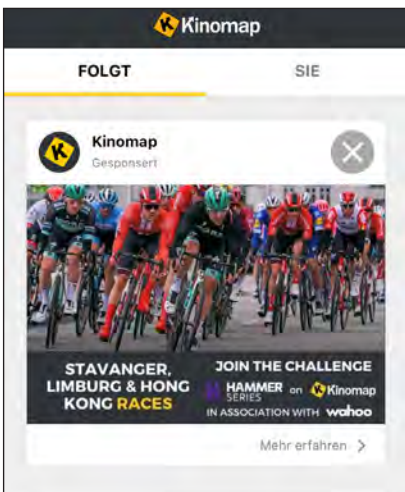 Kinomap
FOLGT
SIE
Kinomap
Gesponsert
STAVANGER,
LIMBURG & HONG
KONG RACES
JOIN THE CHALLENGE
HAMMER SERIES on Kinomap
IN ASSOCIATION WITH wahoo
Mehr erfahren >